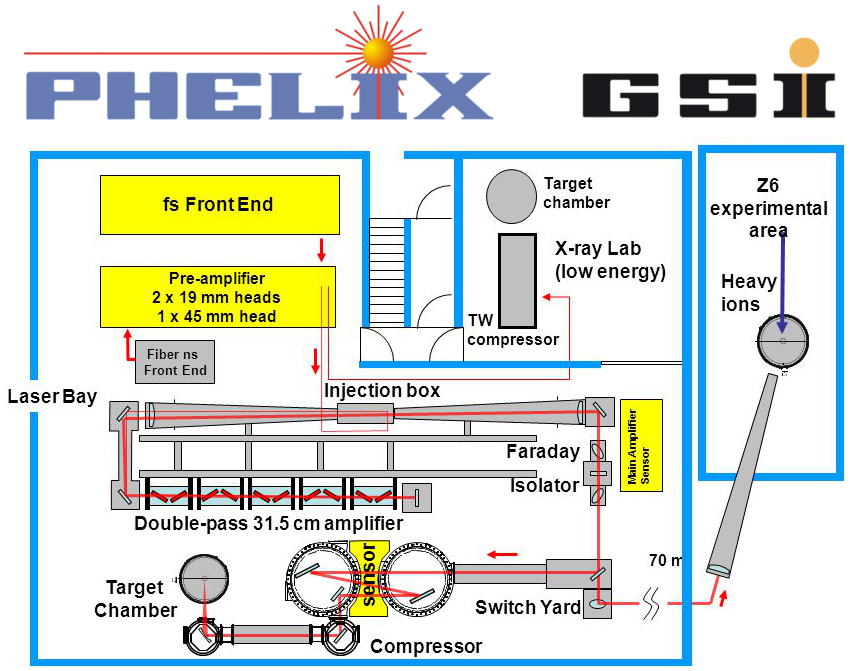 PHELIX
GSI
fs Front End
Pre-amplifier
2 x 19 mm heads
1 x 45 mm head
Fiber ns
Front End
Target
chamber
X-ray Lab
(low energy)
TW
compressor
Z6
experimental
area
Heavy
ions
Laser Bay
Injection box
Faraday
Isolator
Main Amplifier
Sensor
Double-pass 31.5 cm amplifier
sensor
70 m
Target
Chamber
Switch Yard
Compressor